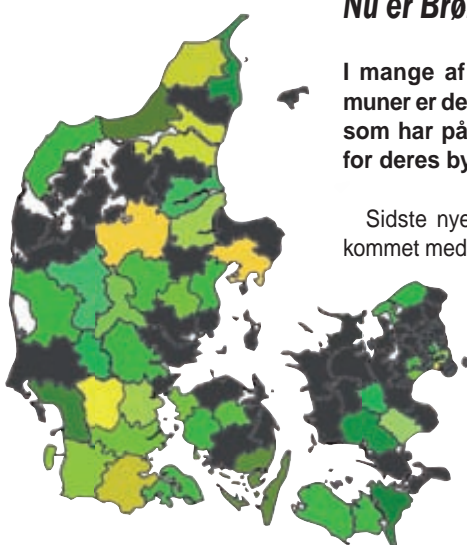 Nu er Brø
I mange af
muner er de
som har på
for deres by
Sidste nye
kommet med